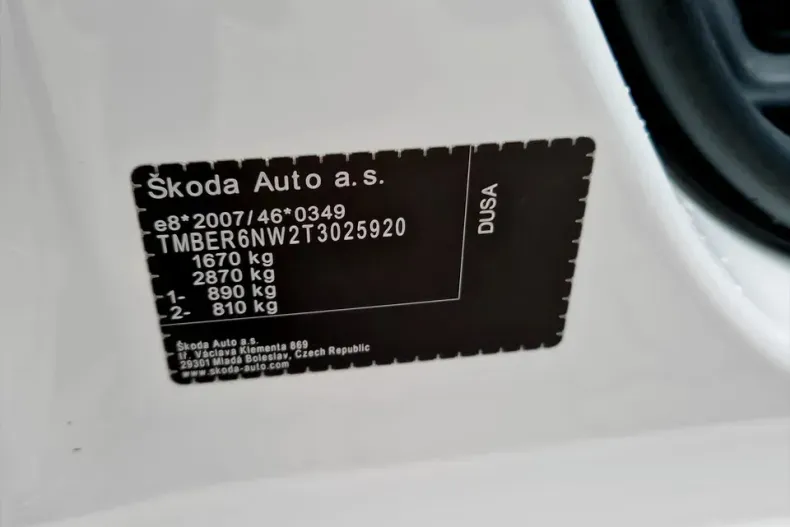 Škoda Auto a.s.
e8*2007/46*0349
TMBER6NW2T3025920
1670 kg
2870 kg
1- 890 kg
2- 810 kg
DUSA
Škoda Auto a.s.
tř. Václava Klementa 869
29301 Mladá Boleslav, Czech Republic
www.skoda-auto.com